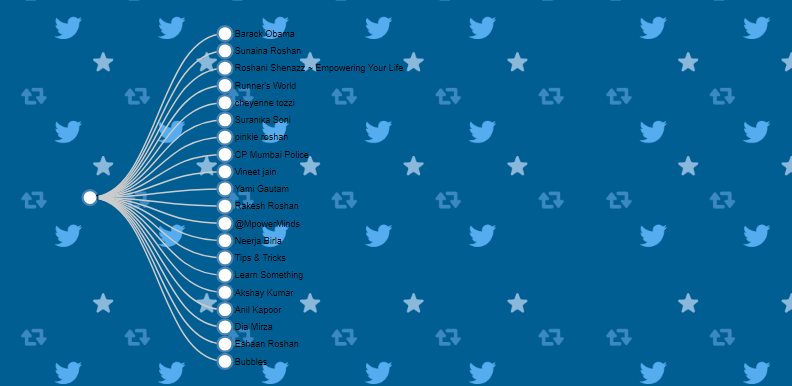 Barack Obama
Sunaina Roshan
Roshani Shenazz ~ Empowering Your Life
Runner's World
cheyenne tozzi
Suranika Soni
pinkie roshan
CP Mumbai Police
Vineet jain
Yami Gautam
Rakesh Roshan
@MpowerMinds
Neerja Birla
Tips & Tricks
Learn Something
Akshay Kumar
Anil Kapoor
Dia Mirza
Eshaan Roshan
Bubbles